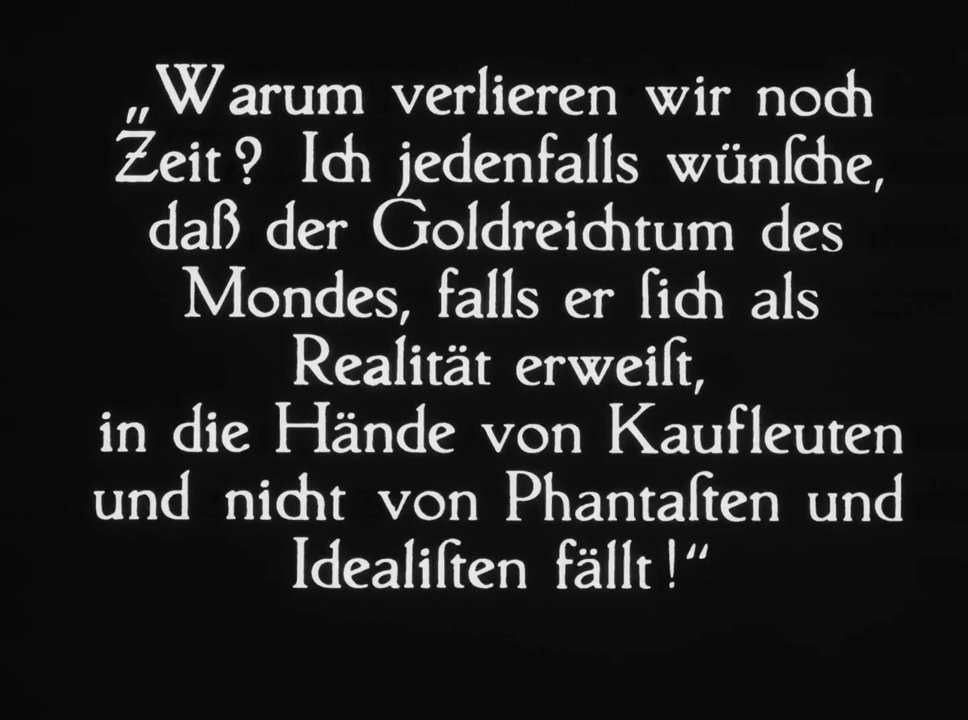 „Warum verlieren wir noch
Zeit? Ich jedenfalls wünſche,
daß der Goldreichtum des
Mondes, falls er ſich als
Realität erweiſt,
in die Hände von Kaufleuten
und nicht von Phantaſten und
Idealiſten fällt!“